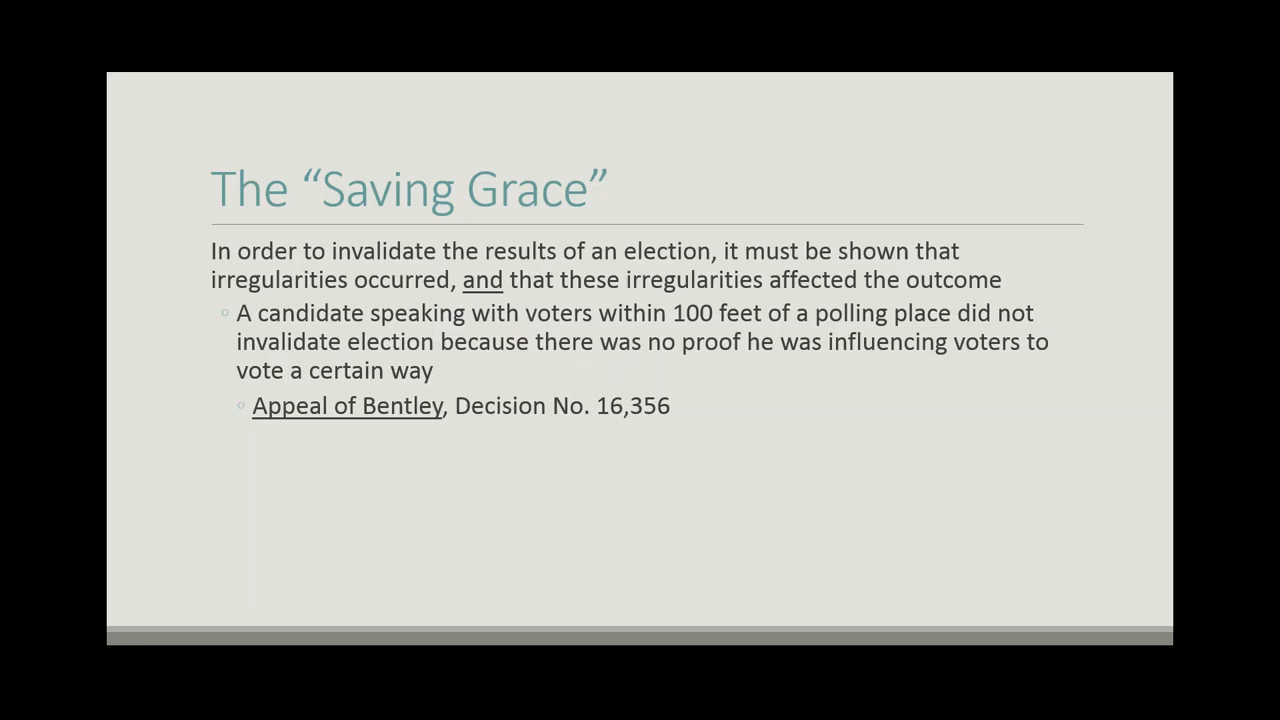 The “Saving Grace”
In order to invalidate the results of an election, it must be shown that
irregularities occurred, and that these irregularities affected the outcome
◦ A candidate speaking with voters within 100 feet of a polling place did not
invalidate election because there was no proof he was influencing voters to
vote a certain way
◦ Appeal of Bentley, Decision No. 16,356